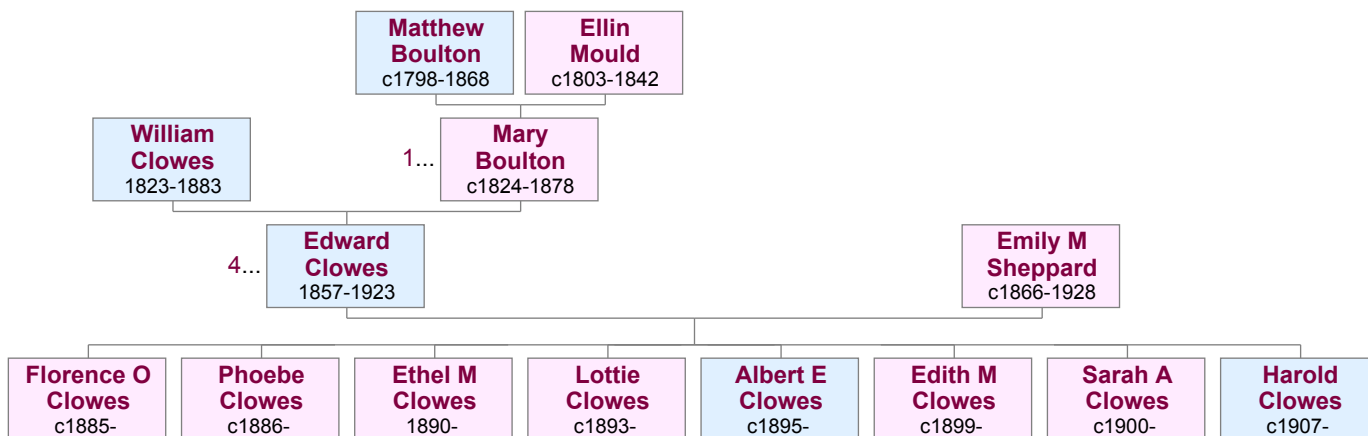 Matthew
Boulton
c1798-1868
Ellin
Mould
c1803-1842
William
Clowes
1823-1883
1...
Mary
Boulton
c1824-1878
4...
Edward
Clowes
1857-1923
Emily M
Sheppard
c1866-1928
Florence O
Clowes
c1885-
Phoebe
Clowes
c1886-
Ethel M
Clowes
1890-
Lottie
Clowes
c1893-
Albert E
Clowes
c1895-
Edith M
Clowes
c1899-
Sarah A
Clowes
c1900-
Harold
Clowes
c1907-